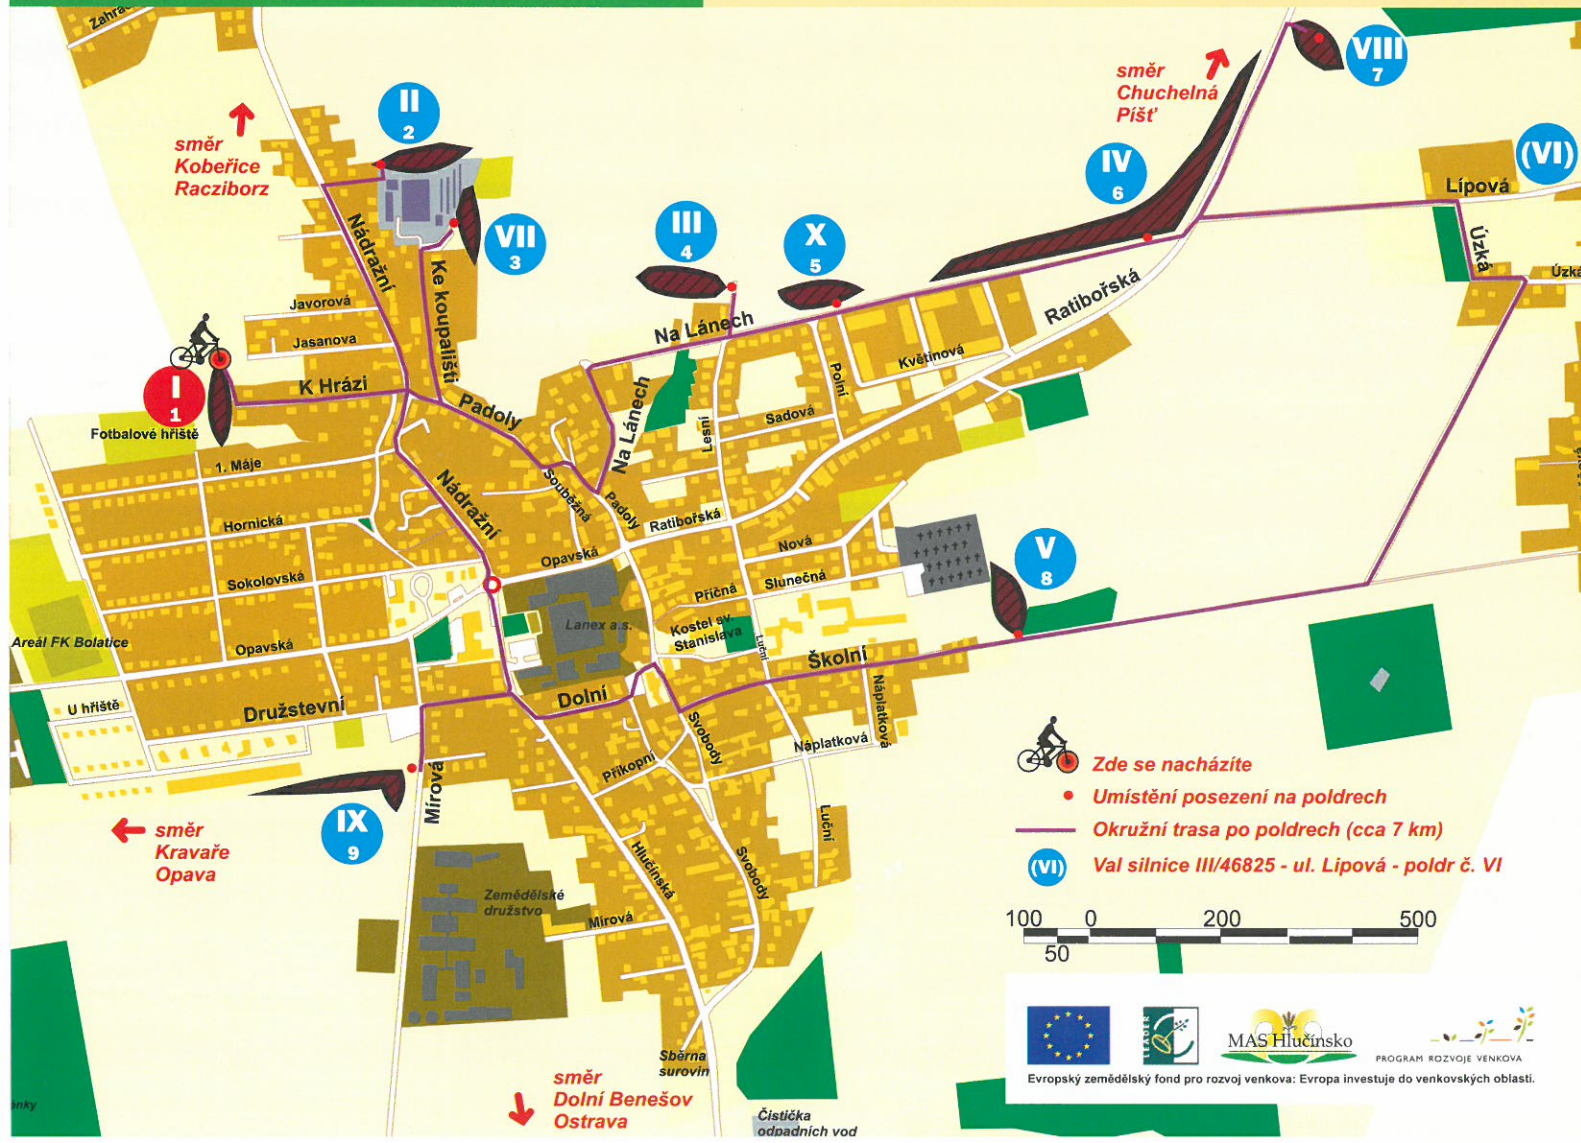 Zahra
směr
Kobeřice
Racziborz
II
2
VII
3
Nádražní
Ke koupališti
Javorová
Jasanova
I
1
K Hrázi
Fotbalové hřiště
1. Máje
Hornická
Sokolovská
Opavská
Areál FK Bolatice
U hřiště
Družstevní
Nádražní
Padoly
Souběžná
Padoly
Na Lánech
Na Lánech
III
4
X
5
IV
6
směr
Chuchelná
Píšť
VIII
7
(VI)
Lípová
Úzká
Úzká
Ratibořská
Květinová
Polní
Sadová
Lesní
Ratibořská
Opavská
Nová
Slunečná
Příčná
Kostel sv.
Stanislava
Luční
Lanex a.s.
V
8
Školní
Dolní
Náplatková
Náplatková
Svobody
Příkopní
Luční
Svobody
Hlučínská
Mírová
Mírová
IX
9
směr
Kravaře
Opava
Zemědělské
družstvo
Sběrna
surovin
směr
Dolní Benešov
Ostrava
Čistička
odpadních vod
ánky
Zde se nacházíte
Umístění posezení na poldrech
Okružní trasa po poldrech (cca 7 km)
(VI) Val silnice III/46825 - ul. Lipová - poldr č. VI
100 0 200 500
50
LEADER
MAS Hlučínsko
PROGRAM ROZVOJE VENKOVA
Evropský zemědělský fond pro rozvoj venkova: Evropa investuje do venkovských oblastí.